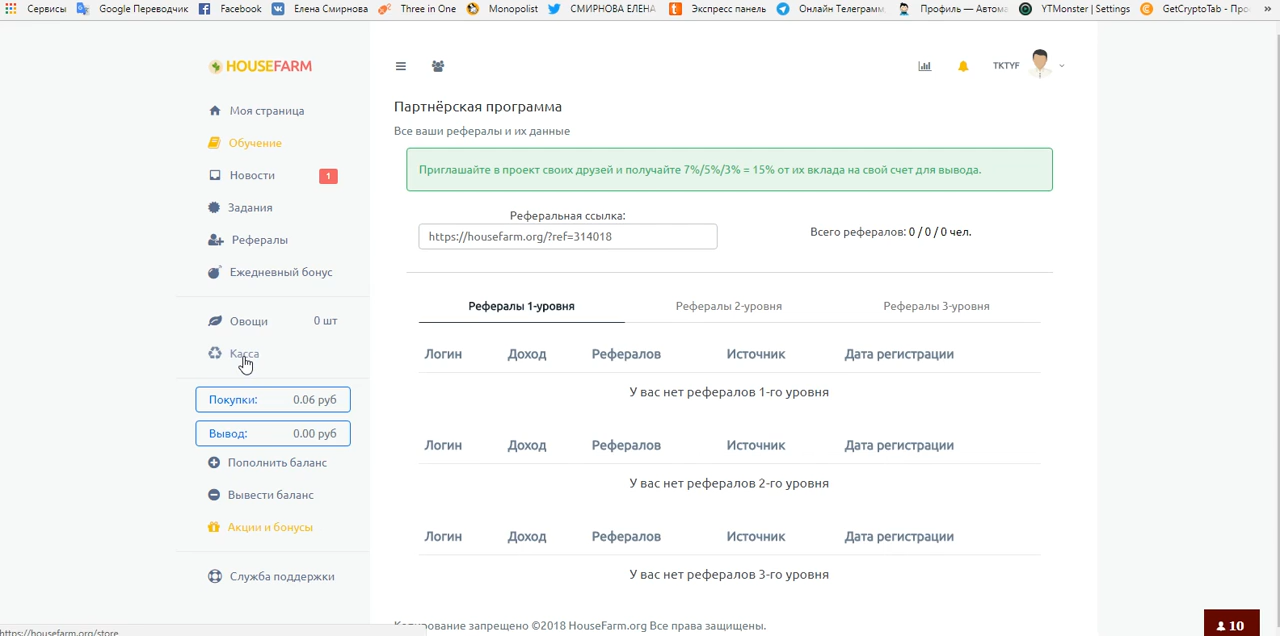 Сервисы Google Переводчик Facebook Елена Смирнова Three in One Monopolist СМИРНОВА ЕЛЕНА Экспресс панель Онлайн Телеграмм Профиль — Автома YTMonster | Settings GetCryptoTab - Про »
HOUSEFARM
TKTYF
Моя страница
Обучение
Новости 1
Задания
Рефералы
Ежедневный бонус
Овощи 0 шт
Касса
Покупки: 0.06 руб
Вывод: 0.00 руб
Пополнить баланс
Вывести баланс
Акции и бонусы
Служба поддержки
Партнёрская программа
Все ваши рефералы и их данные
Приглашайте в проект своих друзей и получайте 7%/5%/3% = 15% от их вклада на свой счет для вывода.
Реферальная ссылка:
https://housefarm.org/?ref=314018
Всего рефералов: 0 / 0 / 0 чел.
Рефералы 1-уровня Рефералы 2-уровня Рефералы 3-уровня
Логин Доход Рефералов Источник Дата регистрации
У вас нет рефералов 1-го уровня
Логин Доход Рефералов Источник Дата регистрации
У вас нет рефералов 2-го уровня
Логин Доход Рефералов Источник Дата регистрации
У вас нет рефералов 3-го уровня
Копирование запрещено ©2018 HouseFarm.org Все права защищены.
10
https://housefarm.org/store